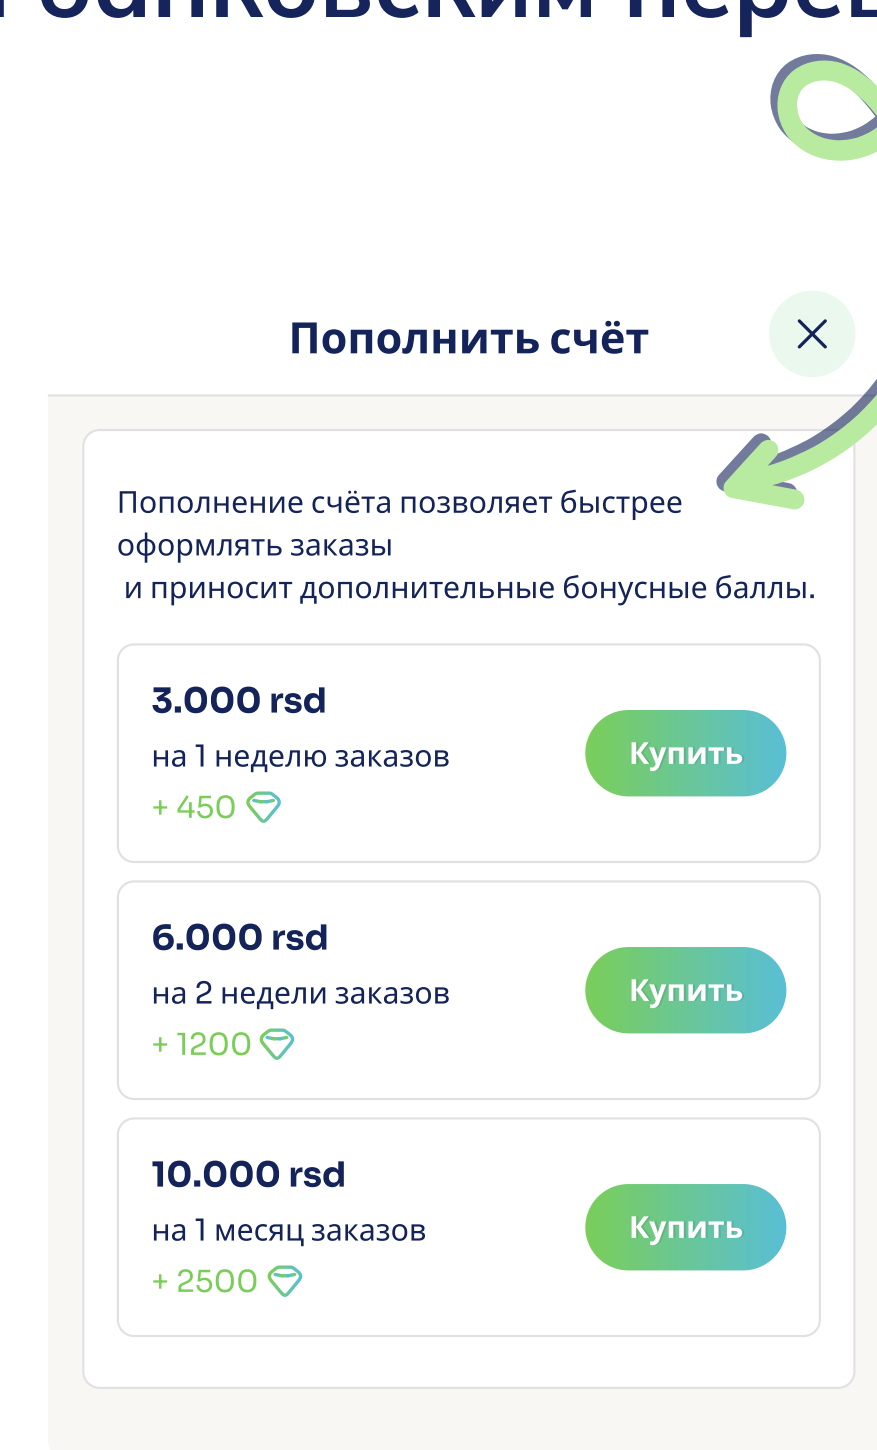 банковским
Пополнить счёт
Пополнение счёта позволяет быстрее
оформлять заказы
и приносит дополнительные бонусные баллы.
3.000 rsd
на 1 неделю заказов
+ 450
Купить
6.000 rsd
на 2 недели заказов
+ 1200
Купить
10.000 rsd
на 1 месяц заказов
+ 2500
Купить